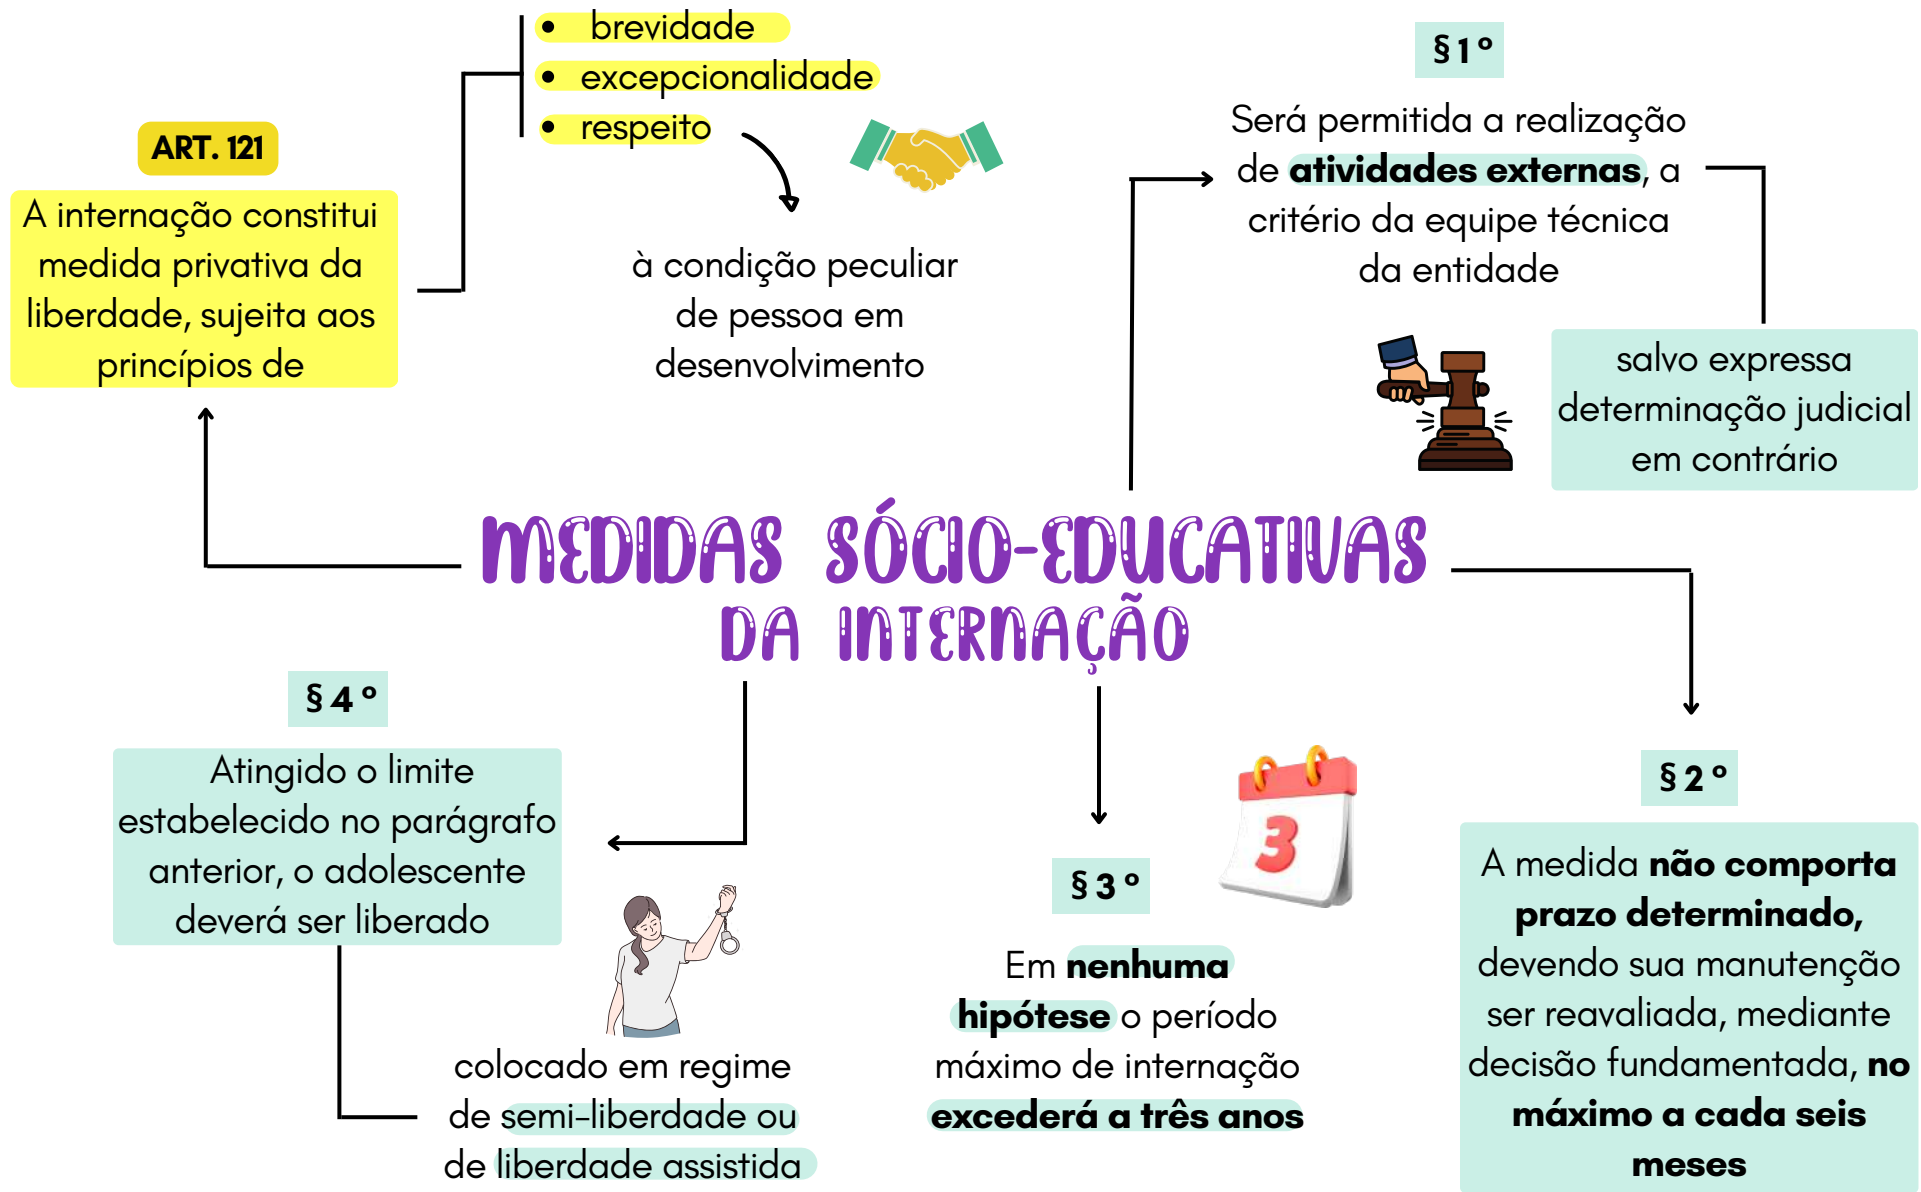 MEDIDAS SÓCIO-EDUCATIVAS
DA INTERNAÇÃO
ART. 121
A internação constitui
medida privativa da
liberdade, sujeita aos
princípios de
• brevidade
• excepcionalidade
• respeito
à condição peculiar
de pessoa em
desenvolvimento
§ 1 º
Será permitida a realização
de atividades externas, a
critério da equipe técnica
da entidade
salvo expressa
determinação judicial
em contrário
§ 2 º
A medida não comporta
prazo determinado,
devendo sua manutenção
ser reavaliada, mediante
decisão fundamentada, no
máximo a cada seis
meses
§ 3 º
3
Em nenhuma
hipótese o período
máximo de internação
excederá a três anos
§ 4 º
Atingido o limite
estabelecido no parágrafo
anterior, o adolescente
deverá ser liberado
colocado em regime
de semi-liberdade ou
de liberdade assistida